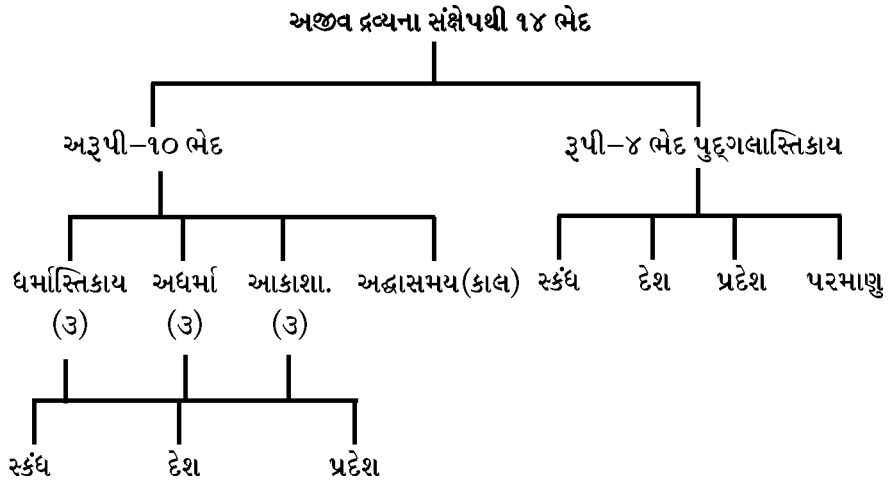 અજીવ દ્રવ્યના સંક્ષેપથી ૧૪ ભેદ
અરૂપી–૧૦ ભેદ રૂપી–૪ ભેદ પુદ્ગલાસ્તિકાય
ધર્માસ્તિકાય અધર્મા આકાશા. અદ્ધાસમય(કાલ) સ્કંધ દેશ પ્રદેશ પરમાણુ
(૩) (૩) (૩)
સ્કંધ દેશ પ્રદેશ